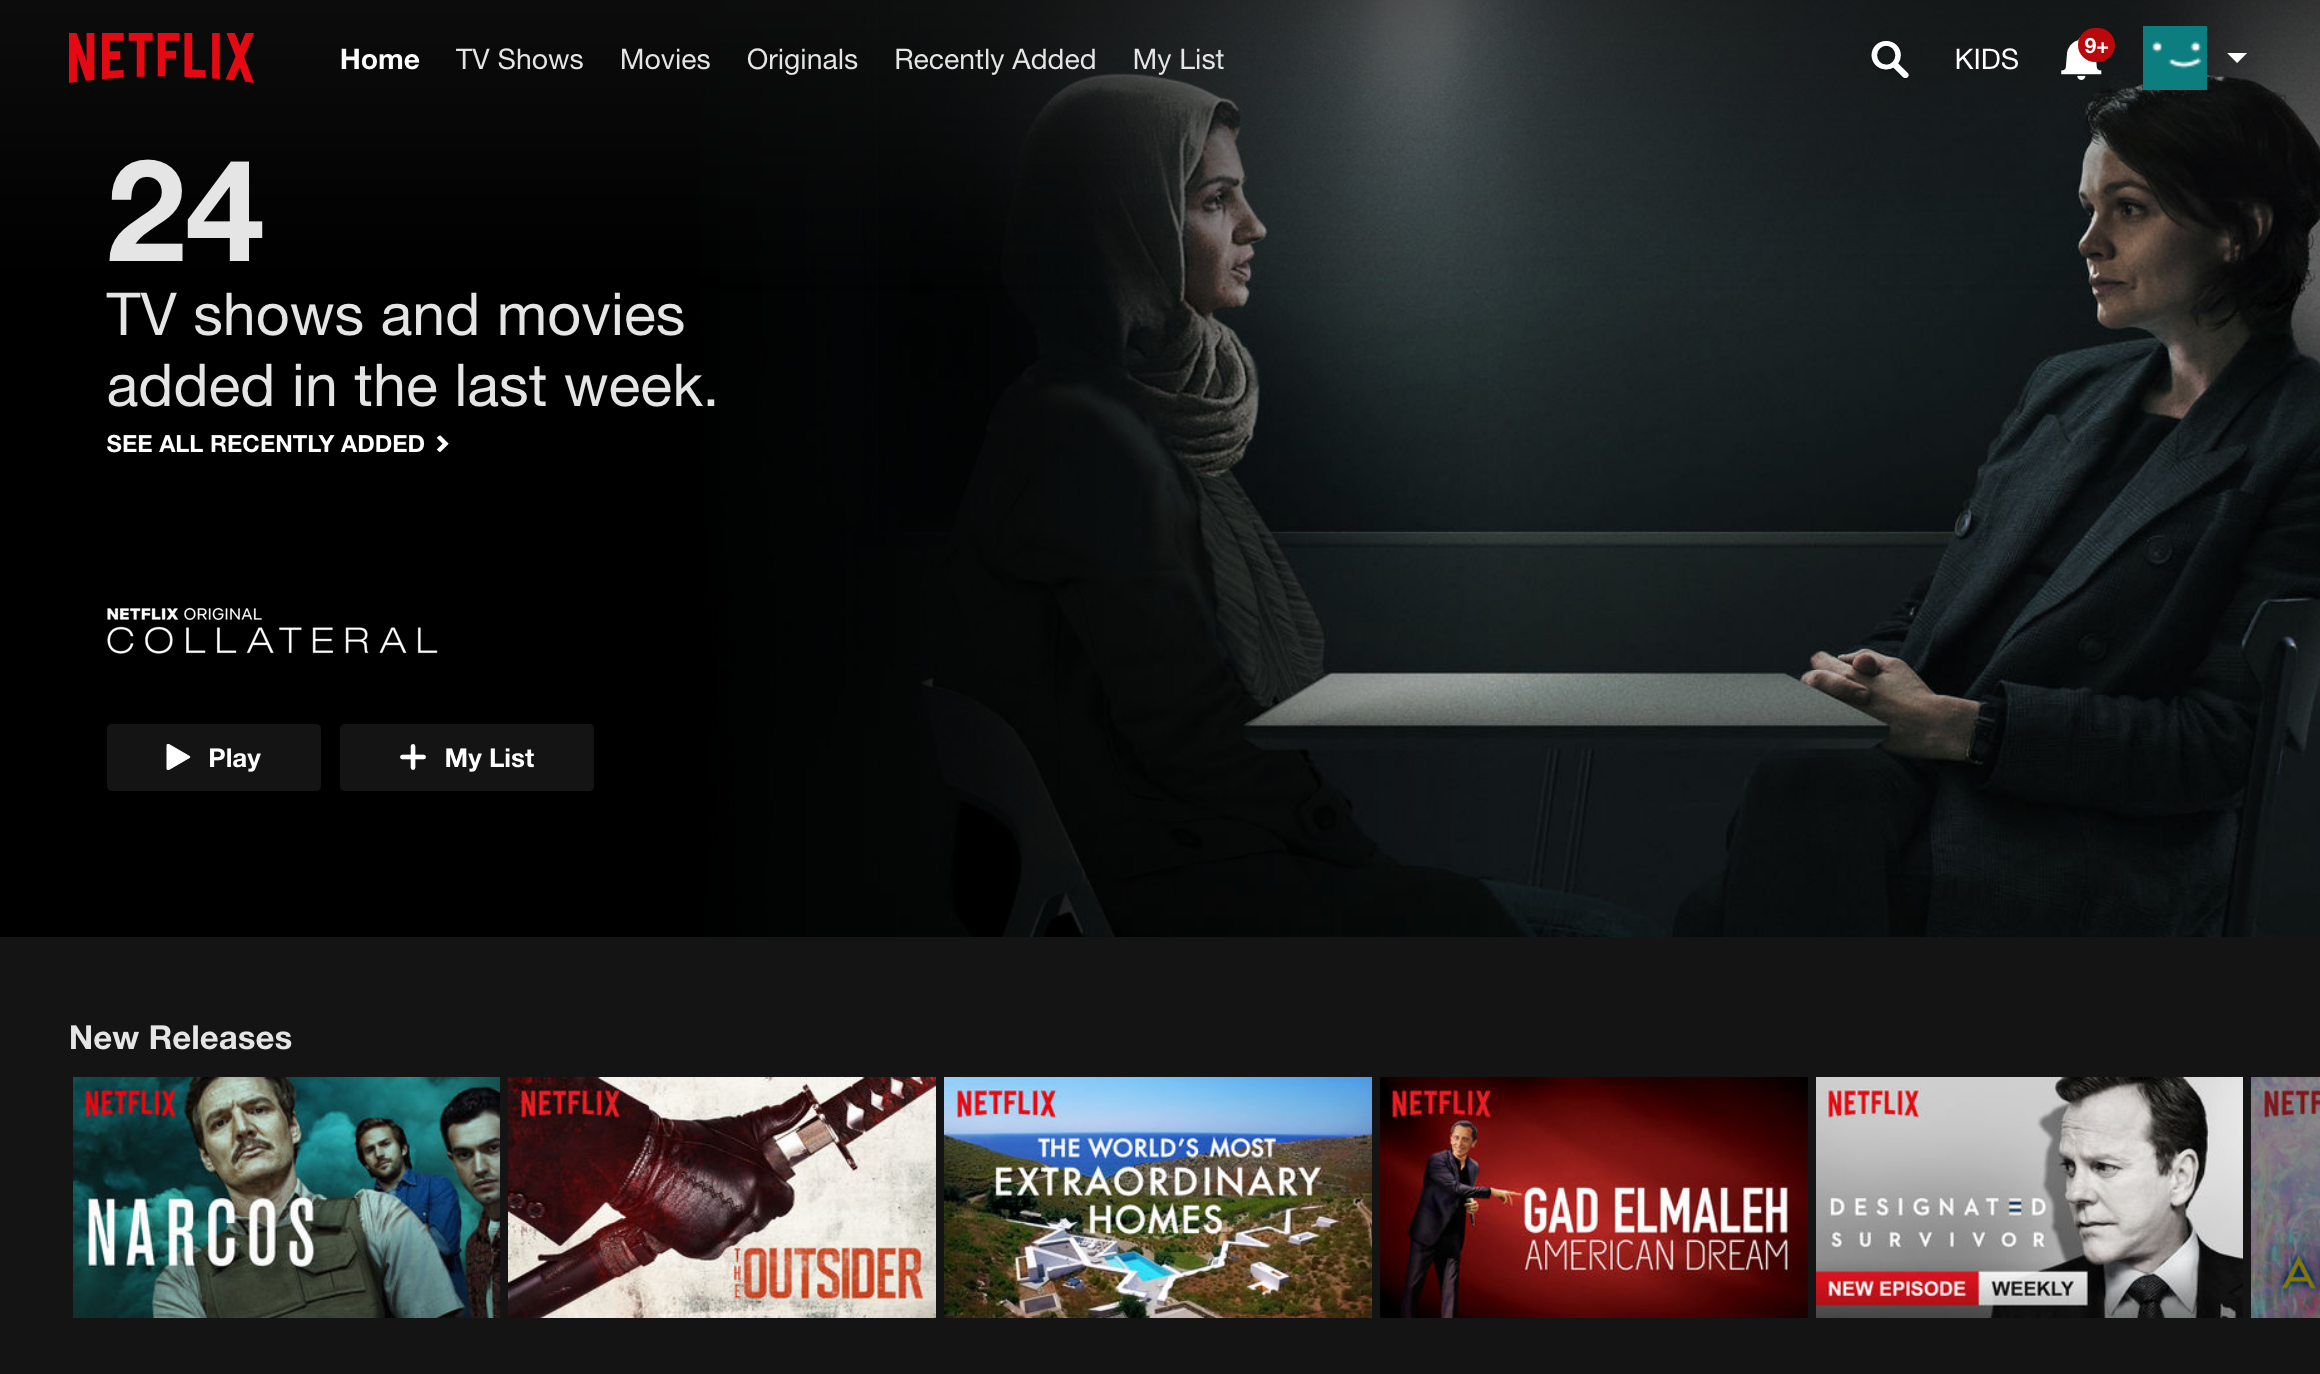 NETFLIX
Home TV Shows Movies Originals Recently Added My List
KIDS 9+
24
TV shows and movies
added in the last week.
SEE ALL RECENTLY ADDED
NETFLIX ORIGINAL
COLLATERAL
Play
My List
New Releases
NETFLIX
NARCOS
NETFLIX
THE OUTSIDER
NETFLIX
THE WORLD'S MOST
EXTRAORDINARY
HOMES
NETFLIX
GAD ELMALEH
AMERICAN DREAM
NETFLIX
DESIGNATED
SURVIVOR
NEW EPISODE WEEKLY
NETF
A